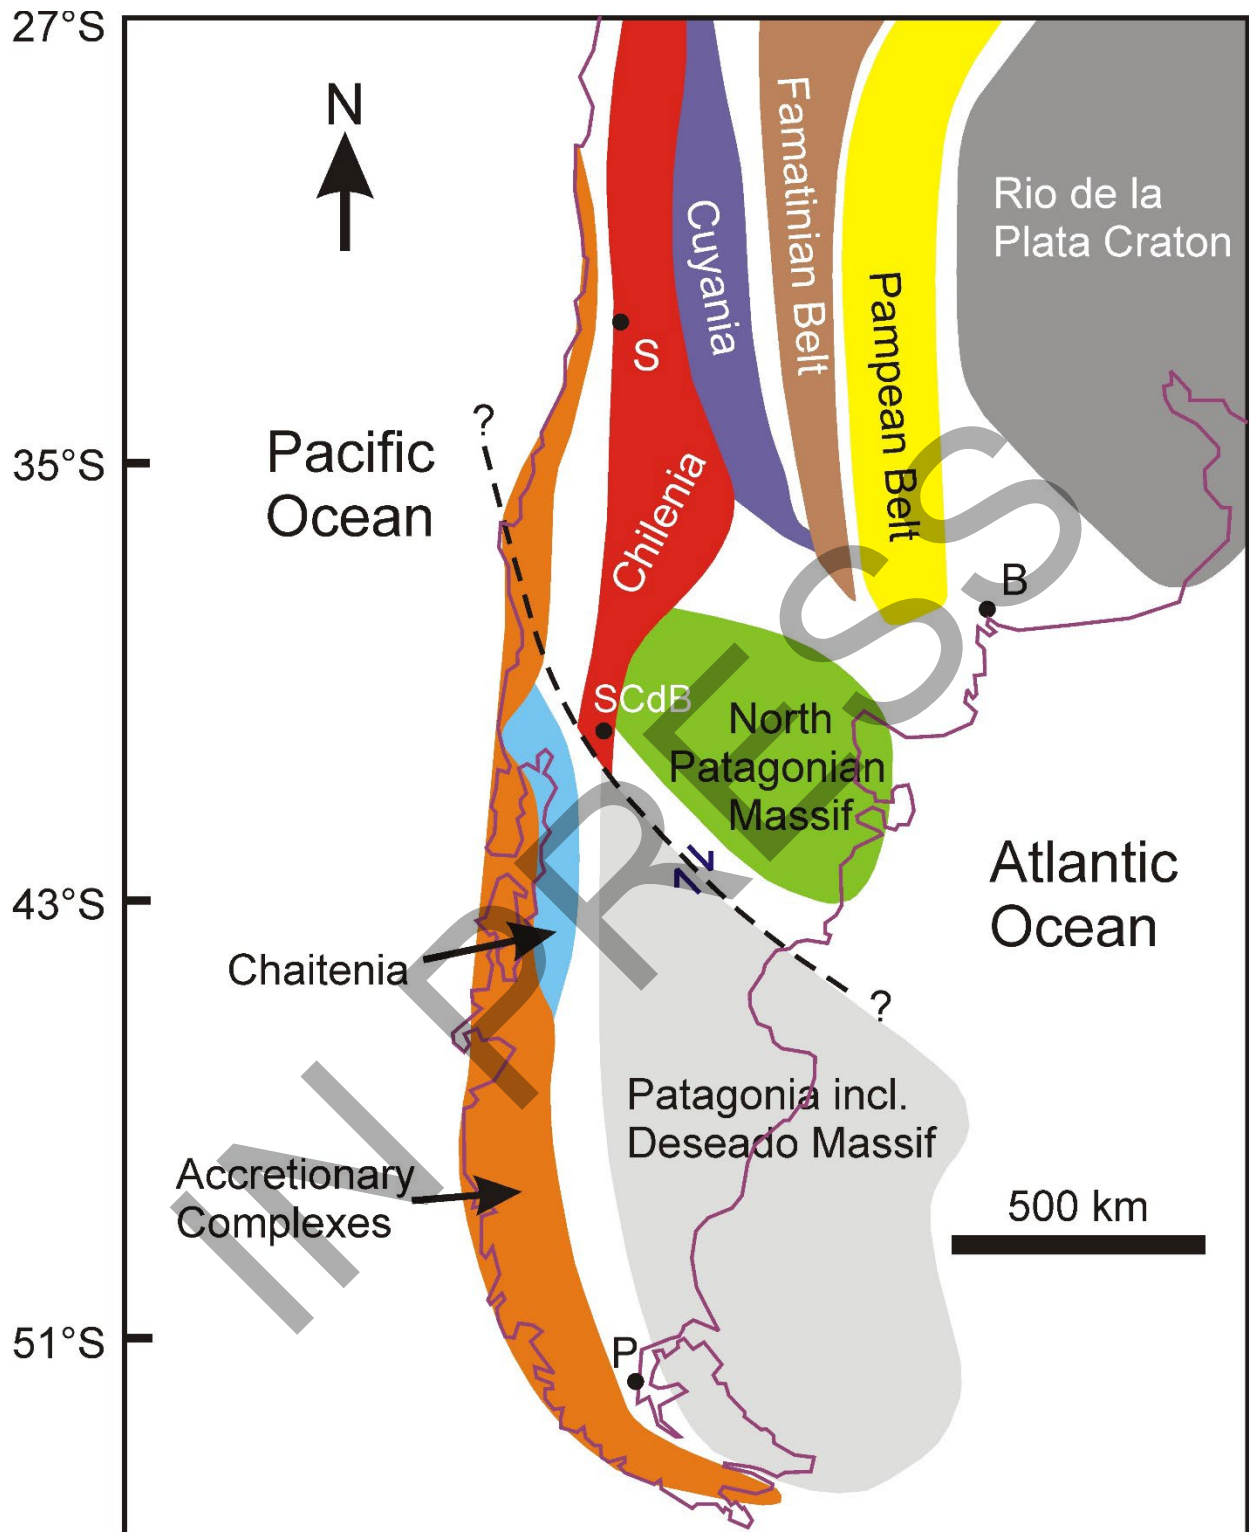 27°S
N
Famatinian Belt
Rio de la
Plata Craton
Cuyania
Pampean Belt
S
?
Pacific
Ocean
35°S
Chilenia
B
SCdB
North
Patagonian
Massif
Atlantic
Ocean
43°S
Chaitenia
?
Patagonia incl.
Deseado Massif
Accretionary
Complexes
500 km
51°S
P
IN PRESS